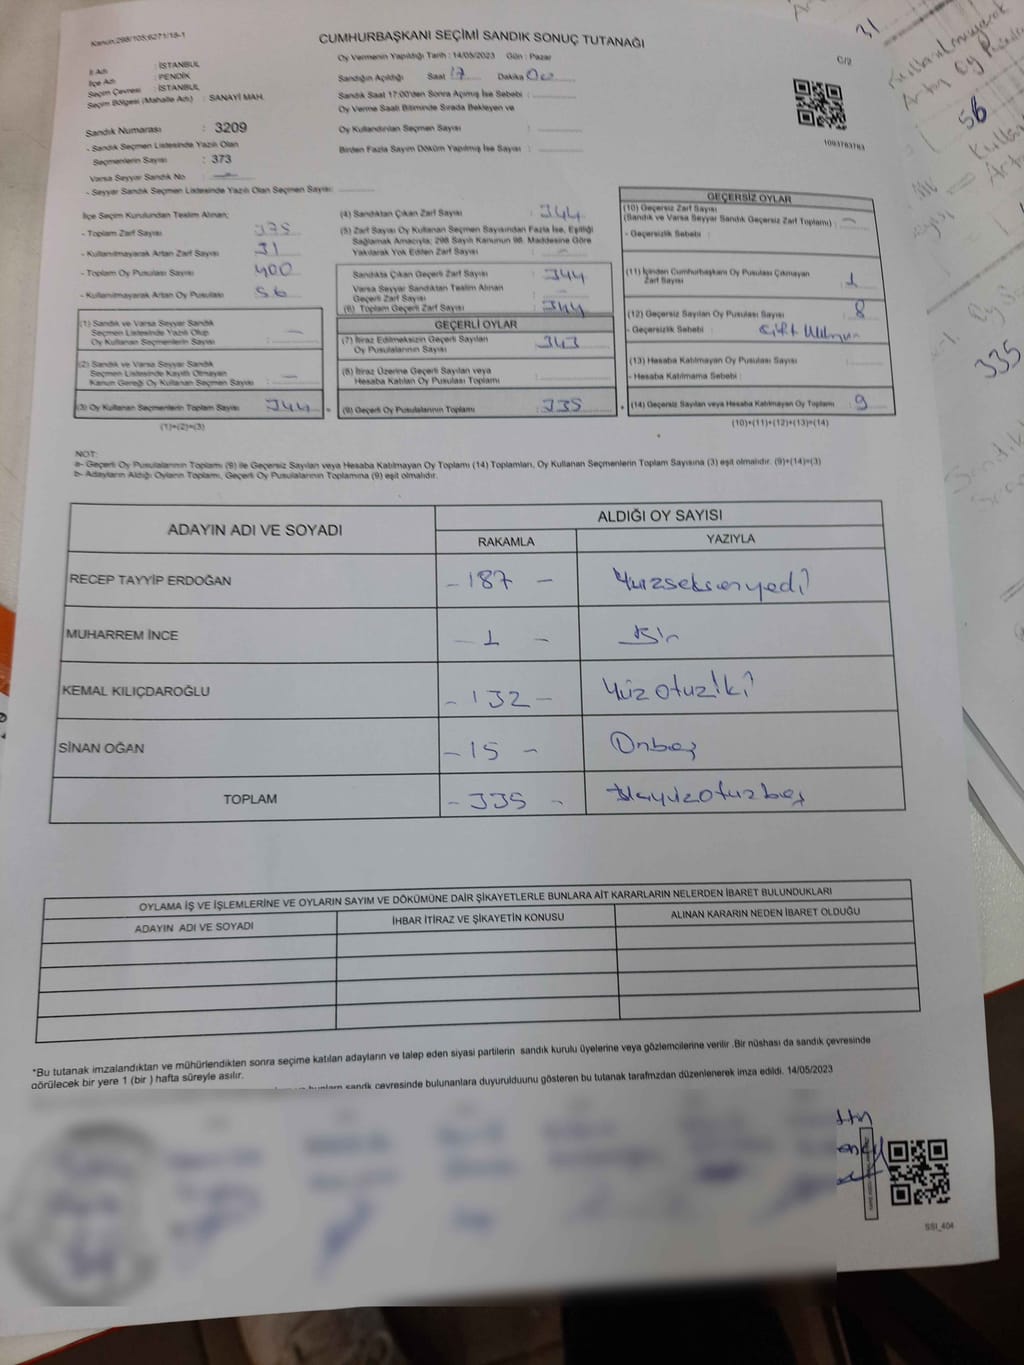 Kanun:298/105;6271/18-1
CUMHURBAŞKANI SEÇİMİ SANDIK SONUÇ TUTANAĞI
C/2
İl Adı : İSTANBUL
İlçe Adı : PENDİK
Seçim Çevresi : İSTANBUL
Seçim Bölgesi (Mahalle Adı) : SANAYİ MAH.
Oy Vermenin Yapıldığı Tarih : 14/05/2023 Gün : Pazar
Sandığın Açıldığı Saat 17 Dakika 00
Sandık Saat 17:00'den Sonra Açımış İse Sebebi :
Oy Verme Saati Bitiminde Sırada Bekleyen ve
Oy Kullandırılan Seçmen Sayısı :
Birden Fazla Sayım Döküm Yapılmış İse Sayısı :
1093783783
Sandık Numarası : 3209
- Sandık Seçmen Listesinde Yazılı Olan
Seçmenlerin Sayısı : 373
Varsa Seyyar Sandık No : —
- Seyyar Sandık Seçmen Listesinde Yazılı Olan Seçmen Sayısı:
İlçe Seçim Kurulundan Teslim Alınan;
- Toplam Zarf Sayısı 375
- Kullanılmayarak Artan Zarf Sayısı 31
- Toplam Oy Pusulası Sayısı 400
- Kullanılmayarak Artan Oy Pusulası 56
(1) Sandık ve Varsa Seyyar Sandık
Seçmen Listesinde Yazılı Olup
Oy Kullanan Seçmenlerin Sayısı : —
(2) Sandık ve Varsa Seyyar Sandık
Seçmen Listesinde Kayıtlı Olmayan
Kanun Gereği Oy Kullanan Seçmen Sayısı : —
(3) Oy Kullanan Seçmenlerin Toplam Sayısı 344
(1)+(2)=(3)
(4) Sandıktan Çıkan Zarf Sayısı : 344
(5) Zarf Sayısı Oy Kullanan Seçmen Sayısından Fazla İse, Eşitliği
Sağlamak Amacıyla; 298 Sayılı Kanunun 98. Maddesine Göre
Yakılarak Yok Edilen Zarf Sayısı : —
Sandıkta Çıkan Geçerli Zarf Sayısı : 344
Varsa Seyyar Sandıktan Teslim Alınan
Geçerli Zarf Sayısı : —
(6) Toplam Geçerli Zarf Sayısı : 344
GEÇERLİ OYLAR
(7) İtiraz Edilmeksizin Geçerli Sayılan
Oy Pusulalarının Sayısı : 343
(8) İtiraz Üzerine Geçerli Sayılan veya
Hesaba Katılan Oy Pusulası Toplamı :
(9) Geçerli Oy Pusulalarının Toplamı : 335
GEÇERSİZ OYLAR
(10) Geçersiz Zarf Sayısı
(Sandık ve Varsa Seyyar Sandık Geçersiz Zarf Toplamı) : —
- Geçersizlik Sebebi :
(11) İçinden Cumhurbaşkanı Oy Pusulası Çıkmayan
Zarf Sayısı : 1
(12) Geçersiz Sayılan Oy Pusulası Sayısı : 8
- Geçersizlik Sebebi :
(13) Hesaba Katılmayan Oy Pusulası Sayısı :
- Hesaba Katılmama Sebebi :
(14) Geçersiz Sayılan veya Hesaba Katılmayan Oy Toplamı : 9
(10)+(11)+(12)+(13)=(14)
NOT:
a- Geçerli Oy Pusulalarının Toplamı (9) ile Geçersiz Sayılan veya Hesaba Katılmayan Oy Toplamı (14) Toplamları, Oy Kullanan Seçmenlerin Toplam Sayısına (3) eşit olmalıdır. (9)+(14)=(3)
b- Adayların Aldığı Oyların Toplamı, Geçerli Oy Pusulalarının Toplamına (9) eşit olmalıdır.
ADAYIN ADI VE SOYADI ALDIĞI OY SAYISI
RAKAMLA YAZIYLA
RECEP TAYYİP ERDOĞAN - 187 - Yüzseksenyedi
MUHARREM İNCE - 1 - Bir
KEMAL KILIÇDAROĞLU - 132 - Yüzotuziki
SİNAN OĞAN - 15 - Onbeş
TOPLAM - 335 - Üçyüzotuzbeş
OYLAMA İŞ VE İŞLEMLERİNE VE OYLARIN SAYIM VE DÖKÜMÜNE DAİR ŞİKAYETLERLE BUNLARA AİT KARARLARIN NELERDEN İBARET BULUNDUKLARI
ADAYIN ADI VE SOYADI İHBAR İTİRAZ VE ŞİKAYETİN KONUSU ALINAN KARARIN NEDEN İBARET OLDUĞU
*Bu tutanak imzalandıktan ve mühürlendikten sonra seçime katılan adayların ve talep eden siyasi partilerin sandık kurulu üyelerine veya gözlemcilerine verilir .Bir nüshası da sandık çevresinde
görülecek bir yere 1 (bir ) hafta süreyle asılır.
sandık çevresinde bulunanlara duyurulduunu gösteren bu tutanak tarafmzdan düzenlenerek imza edildi. 14/05/2023
SSI_404
31
Kullanılmayarak
Artan Oy
56
335